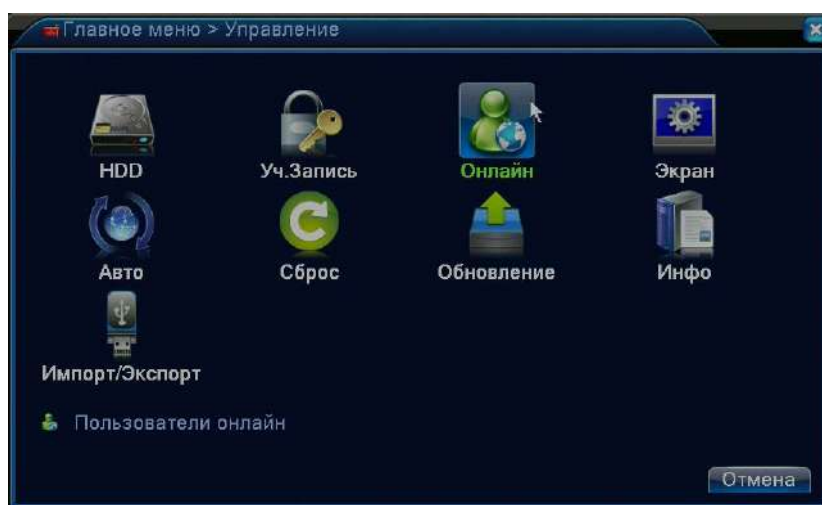 Главное меню > Управление
HDD Уч.Запись Онлайн Экран
Авто Сброс Обновление Инфо
Импорт/Экспорт
Пользователи онлайн
Отмена